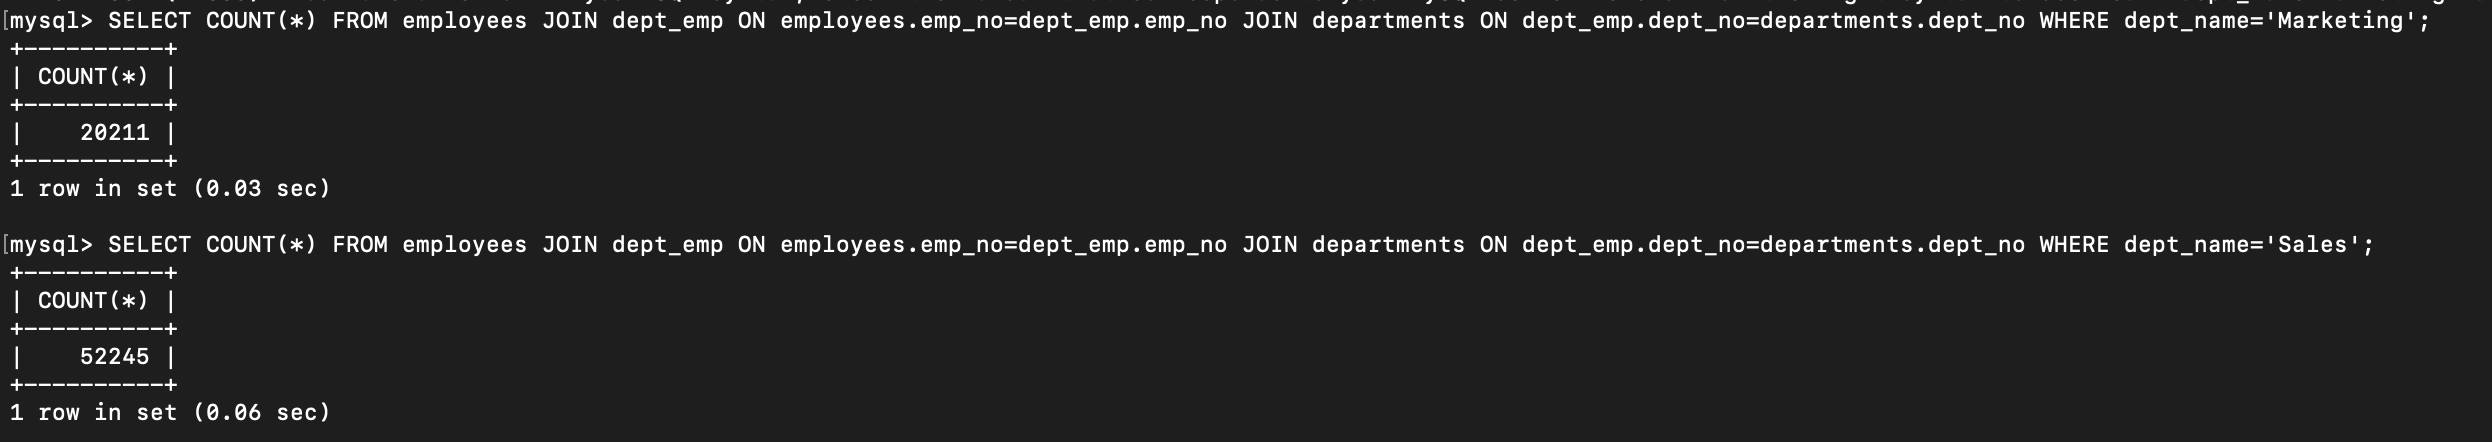 [mysql> SELECT COUNT(*) FROM employees JOIN dept_emp ON employees.emp_no=dept_emp.emp_no JOIN departments ON dept_emp.dept_no=departments.dept_no WHERE dept_name='Marketing';
+----------+
| COUNT(*) |
+----------+
|    20211 |
+----------+
1 row in set (0.03 sec)

[mysql> SELECT COUNT(*) FROM employees JOIN dept_emp ON employees.emp_no=dept_emp.emp_no JOIN departments ON dept_emp.dept_no=departments.dept_no WHERE dept_name='Sales';
+----------+
| COUNT(*) |
+----------+
|    52245 |
+----------+
1 row in set (0.06 sec)